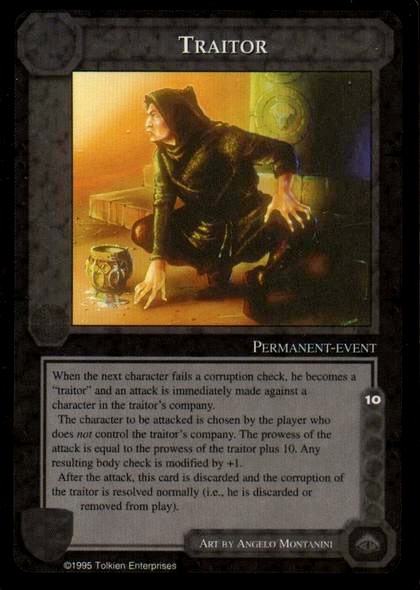 TRAITOR
PERMANENT-EVENT
When the next character fails a corruption check, he becomes a
"traitor" and an attack is immediately made against a
character in the traitor's company.
The character to be attacked is chosen by the player who
does not control the traitor's company. The prowess of the
attack is equal to the prowess of the traitor plus 10. Any
resulting body check is modified by +1.
After the attack, this card is discarded and the corruption of
the traitor is resolved normally (i.e., he is discarded or
removed from play).
10
ART BY ANGELO MONTANINI
©1995 Tolkien Enterprises